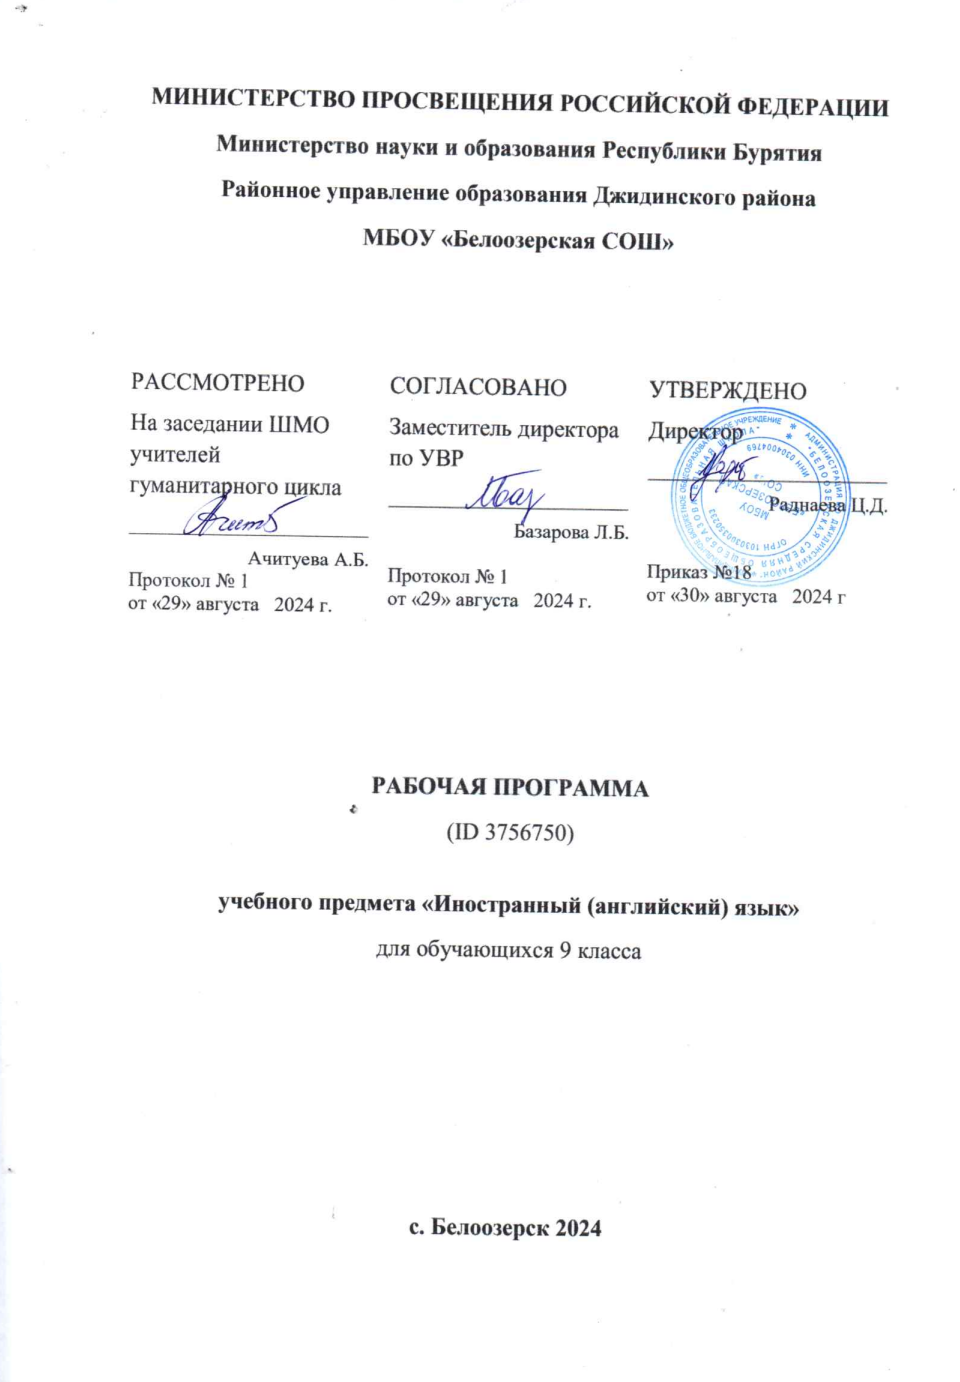 МИНИСТЕРСТВО ПРОСВЕЩЕНИЯ РОССИЙСКОЙ ФЕДЕРАЦИИ
Министерство науки и образования Республики Бурятия
Районное управление образования Джидинского района
МБОУ «Белоозерская СОШ»
РАССМОТРЕНО
На заседании ШМО
учителей
гуманитарного цикла
Ачитуева А.Б.
Протокол № 1
от «29» августа 2024 г.
СОГЛАСОВАНО
Заместитель директора
по УВР
Базарова Л.Б.
Протокол № 1
от «29» августа 2024 г.
УТВЕРЖДЕНО
Директор
Раднаева Ц.Д.
Приказ №18
от «30» августа 2024 г
РАБОЧАЯ ПРОГРАММА
(ID 3756750)
учебного предмета «Иностранный (английский) язык»
для обучающихся 9 класса
с. Белоозерск 2024